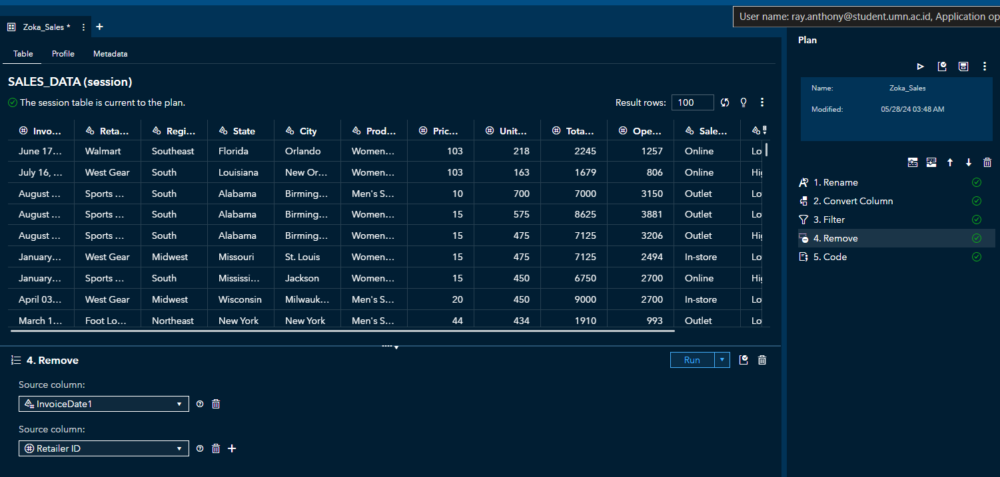 User name: ray.anthony@student.umn.ac.id, Application op
Zoka_Sales *
Table Profile Metadata
SALES_DATA (session)
The session table is current to the plan.
Result rows: 100
Invo... Reta... Regi... State City Prod... Pric... Unit... Tota... Ope... Sale...
June 17... Walmart Southeast Florida Orlando Women... 103 218 2245 1257 Online Lo
July 16, ... West Gear South Louisiana New Or... Women... 103 163 1679 806 Online Hig
August ... Sports ... South Alabama Birming... Men's S... 10 700 7000 3150 Outlet Lo
August ... Sports ... South Alabama Birming... Women... 15 575 8625 3881 Outlet Lo
August ... Sports ... South Alabama Birming... Women... 15 475 7125 3206 Outlet Hig
January... West Gear Midwest Missouri St. Louis Women... 15 475 7125 2494 In-store Lo
January... Sports ... South Mississi... Jackson Women... 15 450 6750 2700 Online Hig
April 03... West Gear Midwest Wisconsin Milwauk... Men's S... 20 450 9000 2700 In-store Lo
March 1... Foot Lo... Northeast New York New York Men's S... 44 434 1910 993 Outlet Lo
4. Remove
Run
Source column:
InvoiceDate1
Source column:
Retailer ID
Plan
Name: Zoka_Sales
Modified: 05/28/24 03:48 AM
1. Rename
2. Convert Column
3. Filter
4. Remove
5. Code